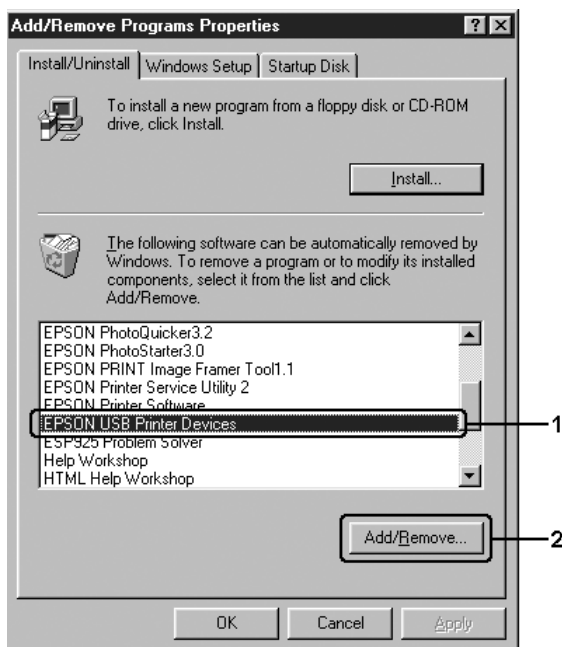 Add/Remove Programs Properties
Install/Uninstall
Windows Setup
Startup Disk
To install a new program from a floppy disk or CD-ROM
drive, click Install.
Install...
The following software can be automatically removed by
Windows. To remove a program or to modify its installed
components, select it from the list and click
Add/Remove.
EPSON PhotoQuicker3.2
EPSON PhotoStarter3.0
EPSON PRINT Image Framer Tool1.1
EPSON Printer Service Utility 2
EPSON Printer Software
EPSON USB Printer Devices
1
ESP925 Problem Solver
Help Workshop
HTML Help Workshop
Add/Remove...
2
OK
Cancel
Apply